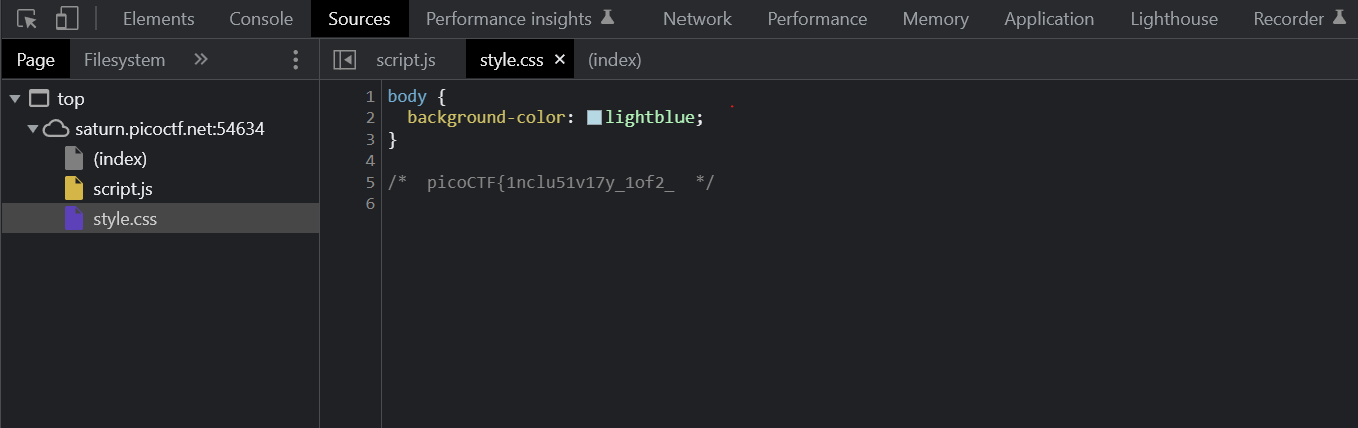 Elements Console Sources Performance insights Network Performance Memory Application Lighthouse Recorder
Page Filesystem script.js style.css × (index)
top
saturn.picoctf.net:54634
(index)
script.js
style.css
1 body {
2   background-color: lightblue;
3 }
4
5 /*  picoCTF{1nclu51v17y_1of2_  */
6